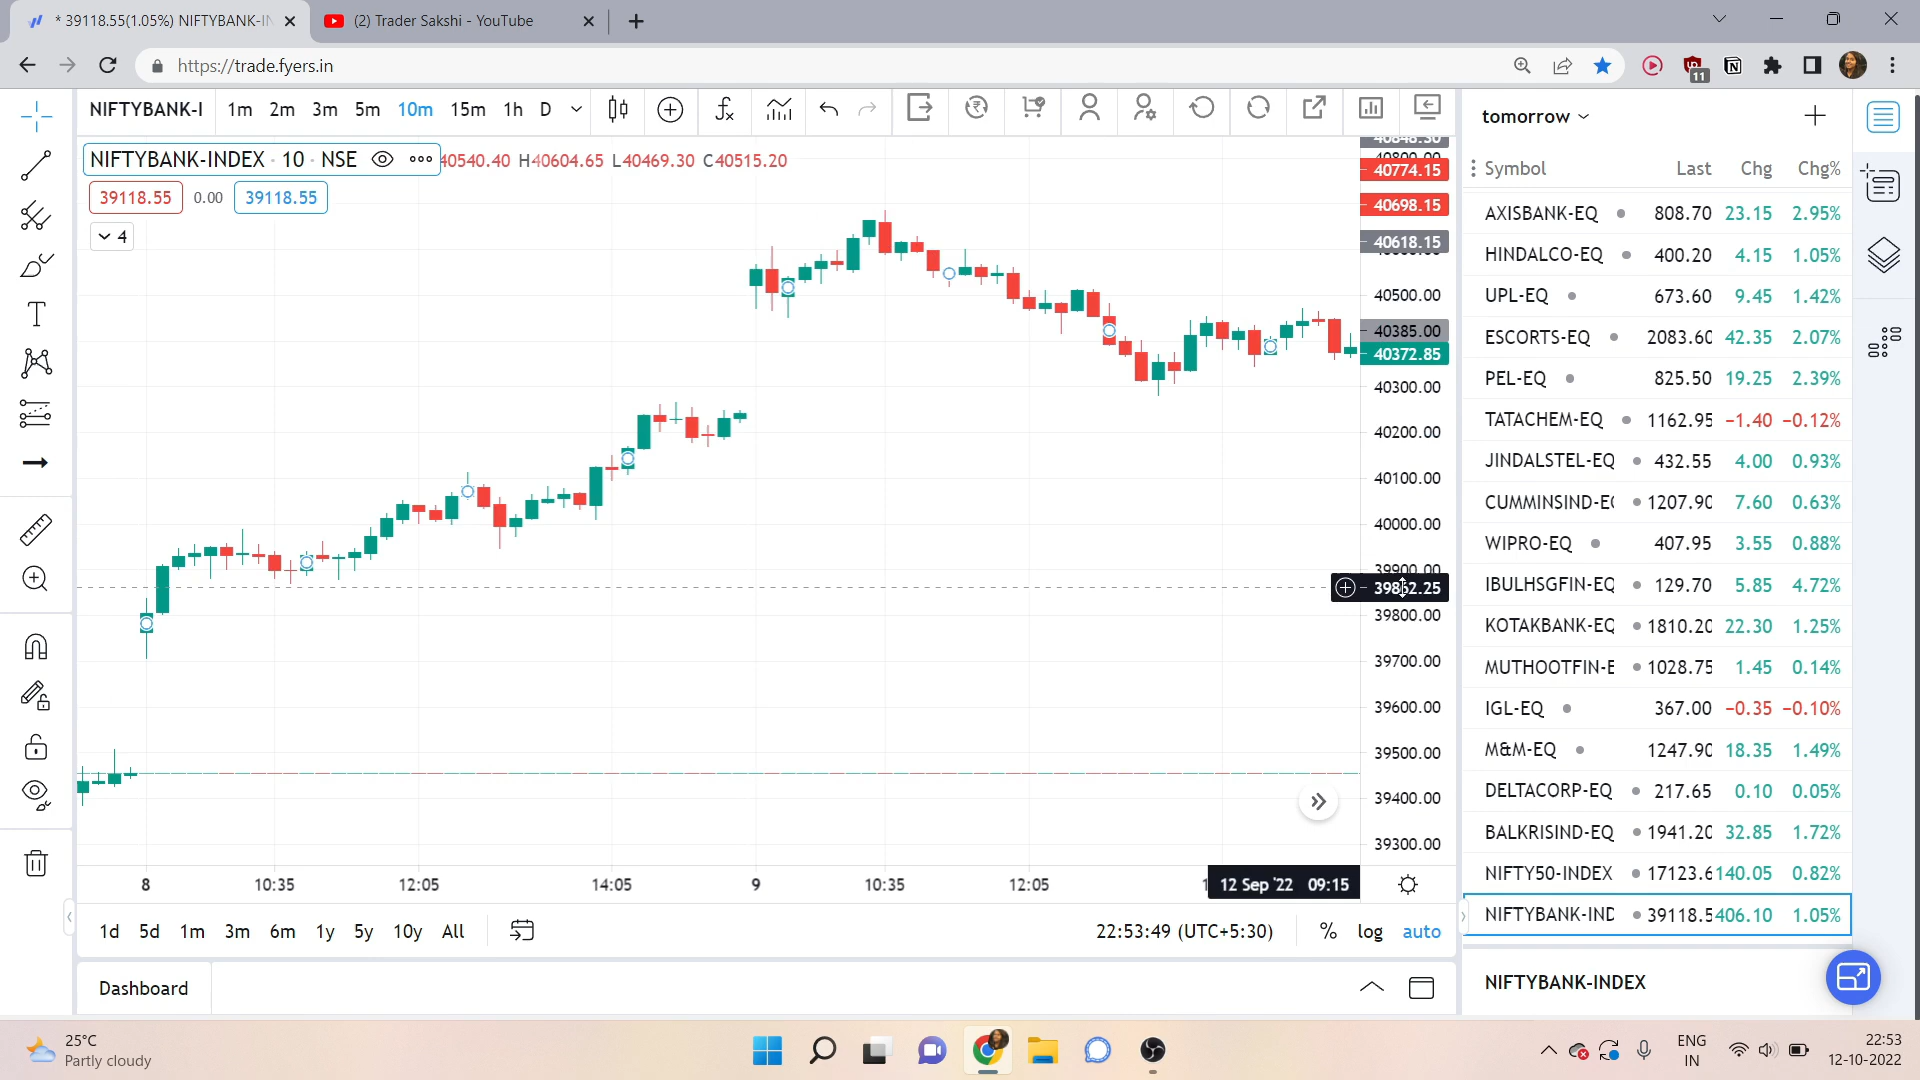 * 39118.55(1.05%) NIFTYBANK-IN
(2) Trader Sakshi - YouTube
https://trade.fyers.in
11
NIFTYBANK-I 1m 2m 3m 5m 10m 15m 1h D
NIFTYBANK-INDEX · 10 · NSE 40540.40 H40604.65 L40469.30 C40515.20
39118.55 0.00 39118.55
4
40774.15
40698.15
40618.15
40500.00
40385.00
40372.85
40300.00
40200.00
40100.00
40000.00
39900.00
39862.25
39800.00
39700.00
39600.00
39500.00
39400.00
39300.00
8 10:35 12:05 14:05 9 10:35 12:05 12 Sep '22 09:15
1d 5d 1m 3m 6m 1y 5y 10y All 22:53:49 (UTC+5:30) % log auto
Dashboard
tomorrow
Symbol Last Chg Chg%
AXISBANK-EQ 808.70 23.15 2.95%
HINDALCO-EQ 400.20 4.15 1.05%
UPL-EQ 673.60 9.45 1.42%
ESCORTS-EQ 2083.60 42.35 2.07%
PEL-EQ 825.50 19.25 2.39%
TATACHEM-EQ 1162.95 −1.40 −0.12%
JINDALSTEL-EQ 432.55 4.00 0.93%
CUMMINSIND-E 1207.90 7.60 0.63%
WIPRO-EQ 407.95 3.55 0.88%
IBULHSGFIN-EQ 129.70 5.85 4.72%
KOTAKBANK-EQ 1810.20 22.30 1.25%
MUTHOOTFIN-E 1028.75 1.45 0.14%
IGL-EQ 367.00 −0.35 −0.10%
M&M-EQ 1247.90 18.35 1.49%
DELTACORP-EQ 217.65 0.10 0.05%
BALKRISIND-EQ 1941.20 32.85 1.72%
NIFTY50-INDEX 17123.6 140.05 0.82%
NIFTYBANK-IND 39118.5 406.10 1.05%
NIFTYBANK-INDEX
25°C
Partly cloudy
ENG
IN
22:53
12-10-2022